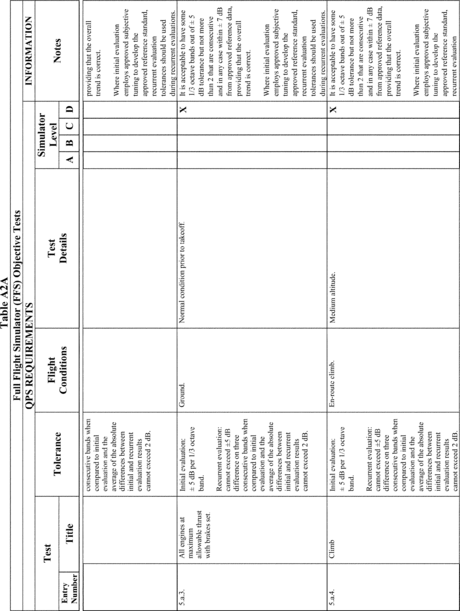 Table A2A
Full Flight Simulator (FFS) Objective Tests
QPS REQUIREMENTS
INFORMATION
Test
Tolerance
Flight
Conditions
Test
Details
Simulator
Level
Notes
Entry
Number
Title
A
B
C
D
consecutive bands when
compared to initial
evaluation and the
average of the absolute
differences between
initial and recurrent
evaluation results
cannot exceed 2 dB.
providing that the overall
trend is correct.
Where initial evaluation
employs approved subjective
tuning to develop the
approved reference standard,
recurrent evaluation
tolerances should be used
during recurrent evaluations.
5.a.3.
All engines at
maximum
allowable thrust
with brakes set.
Initial evaluation:
± 5 dB per 1/3 octave
band.
Recurrent evaluation:
cannot exceed ±5 dB
difference on three
consecutive bands when
compared to initial
evaluation and the
average of the absolute
differences between
initial and recurrent
evaluation results
cannot exceed 2 dB.
Ground.
Normal condition prior to takeoff.
X
It is acceptable to have some
1/3 octave bands out of ± 5
dB tolerance but not more
than 2 that are consecutive
and in any case within ± 7 dB
from approved reference data,
providing that the overall
trend is correct.
Where initial evaluation
employs approved subjective
tuning to develop the
approved reference standard,
recurrent evaluation
tolerances should be used
during recurrent evaluations.
5.a.4.
Climb
Initial evaluation:
± 5 dB per 1/3 octave
band.
Recurrent evaluation:
cannot exceed ±5 dB
difference on three
consecutive bands when
compared to initial
evaluation and the
average of the absolute
differences between
initial and recurrent
evaluation results
cannot exceed 2 dB.
En-route climb.
Medium altitude.
X
It is acceptable to have some
1/3 octave bands out of ± 5
dB tolerance but not more
than 2 that are consecutive
and in any case within ± 7 dB
from approved reference data,
providing that the overall
trend is correct.
Where initial evaluation
employs approved subjective
tuning to develop the
approved reference standard,
recurrent evaluation